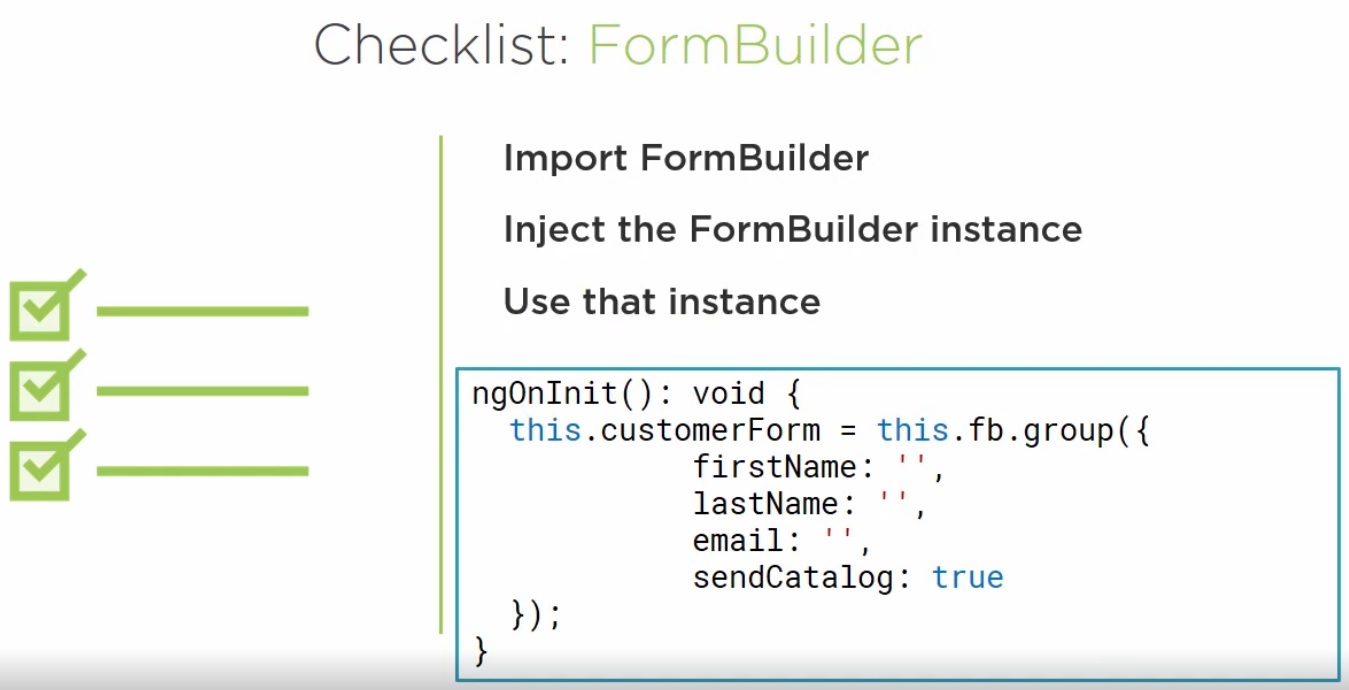 Checklist: FormBuilder
Import FormBuilder
Inject the FormBuilder instance
Use that instance
ngOnInit(): void {
  this.customerForm = this.fb.group({
            firstName: '',
            lastName: '',
            email: '',
            sendCatalog: true
  });
}